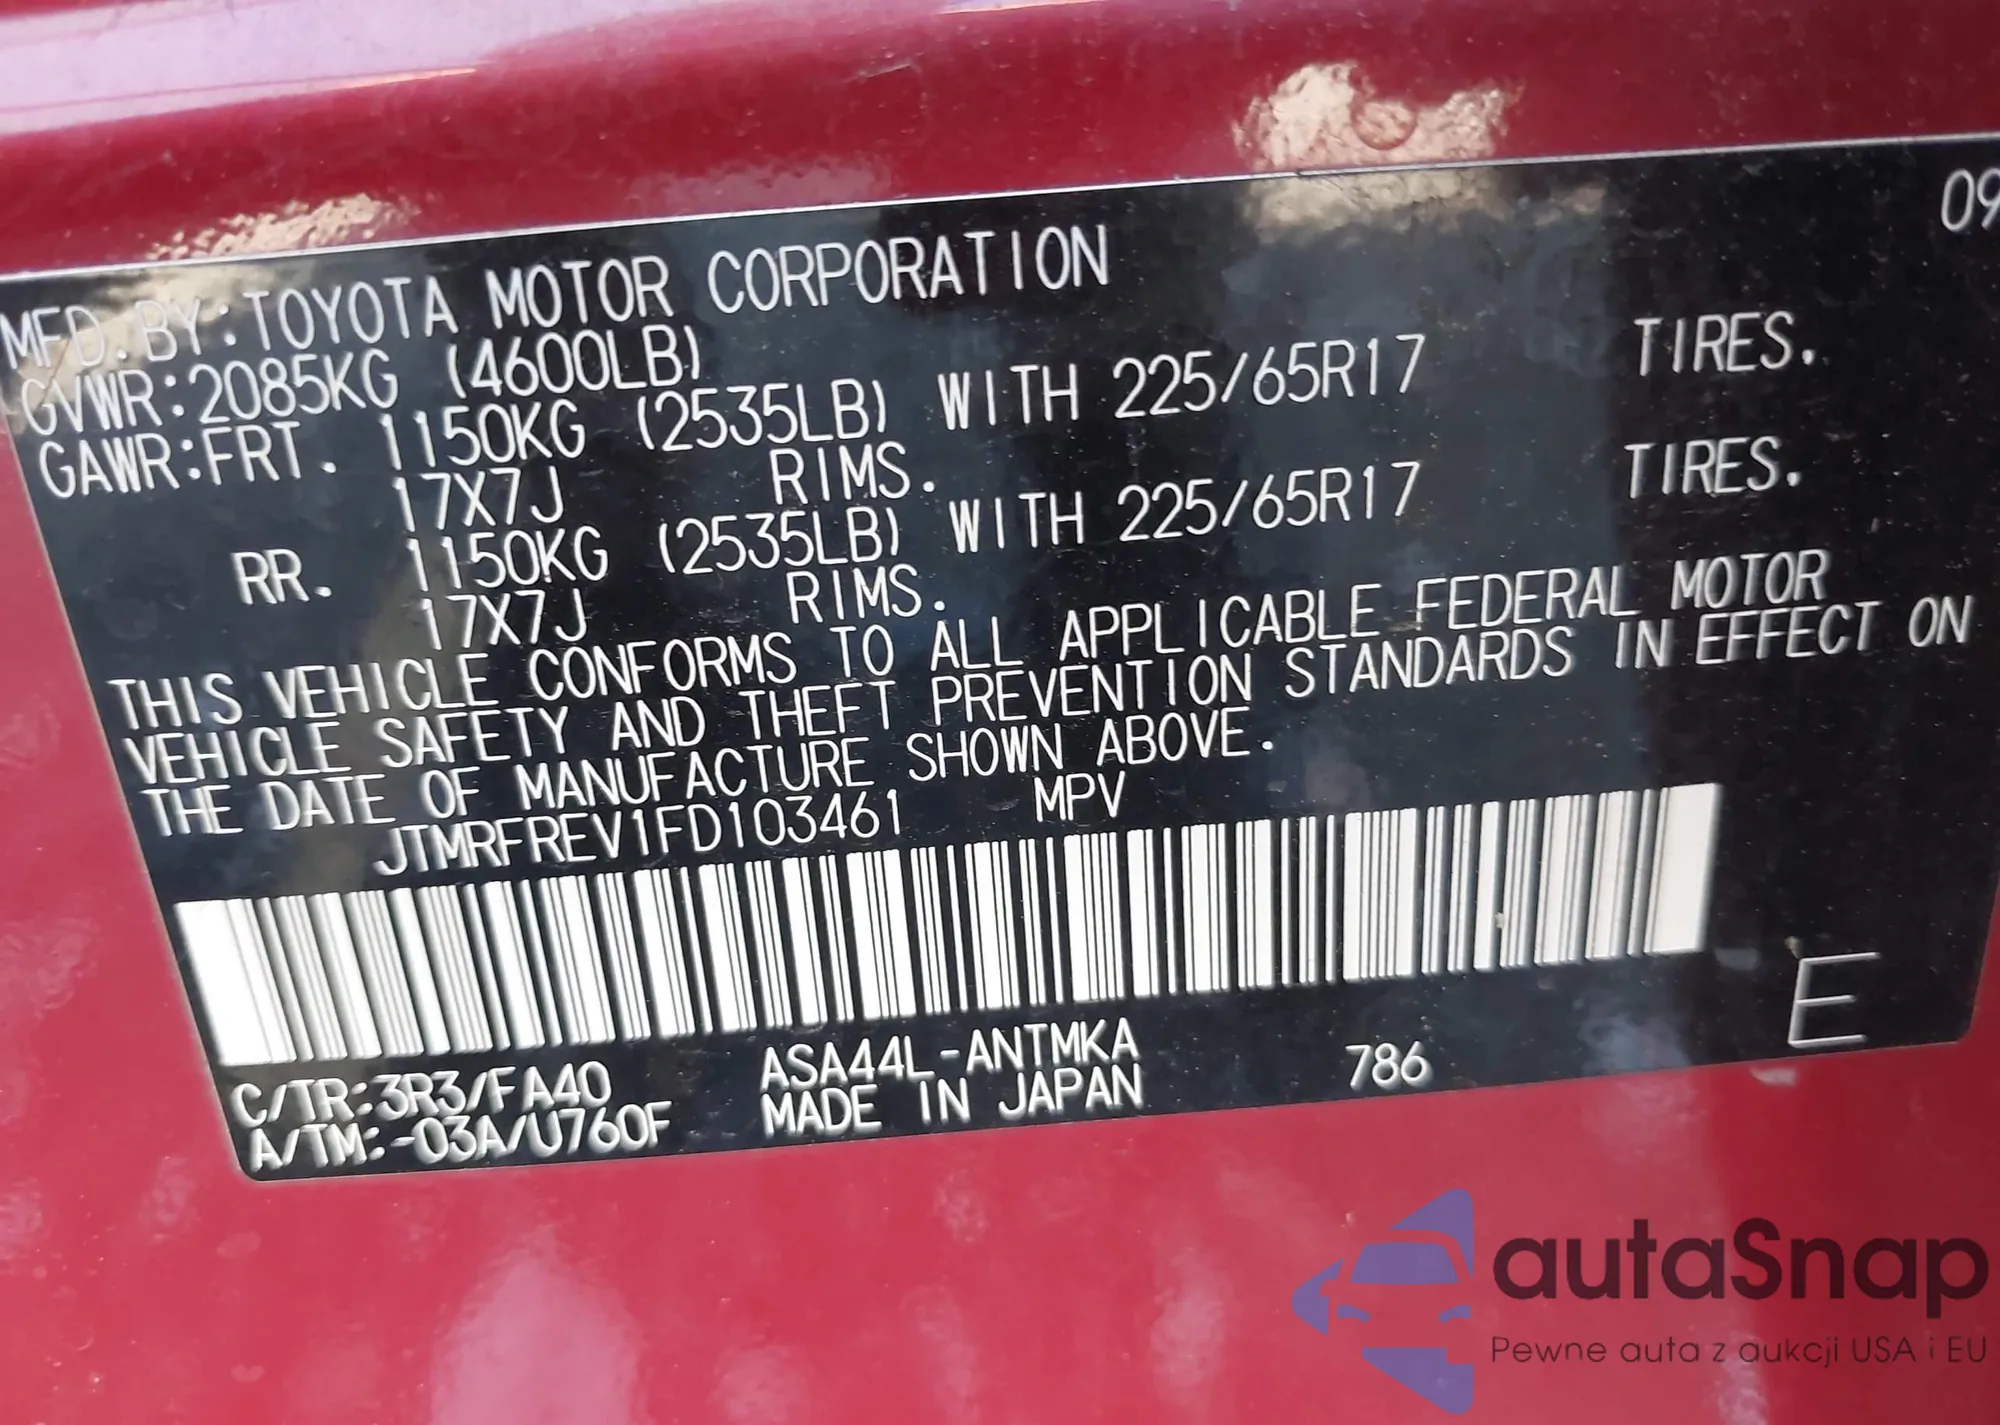 09
MFD. BY:TOYOTA MOTOR CORPORATION
GVWR:2085KG (4600LB)
GAWR:FRT. 1150KG (2535LB) WITH 225/65R17 TIRES.
17X7J RIMS.
RR. 1150KG (2535LB) WITH 225/65R17 TIRES.
17X7J RIMS.
THIS VEHICLE CONFORMS TO ALL APPLICABLE FEDERAL MOTOR
VEHICLE SAFETY AND THEFT PREVENTION STANDARDS IN EFFECT ON
THE DATE OF MANUFACTURE SHOWN ABOVE.
JTMRFREV1FD103461 MPV
C/TR:3R3/FA40 ASA44L-ANTMKA 786 E
A/TM:-03A/U760F MADE IN JAPAN
autaSnap
Pewne auta z aukcji USA i EU